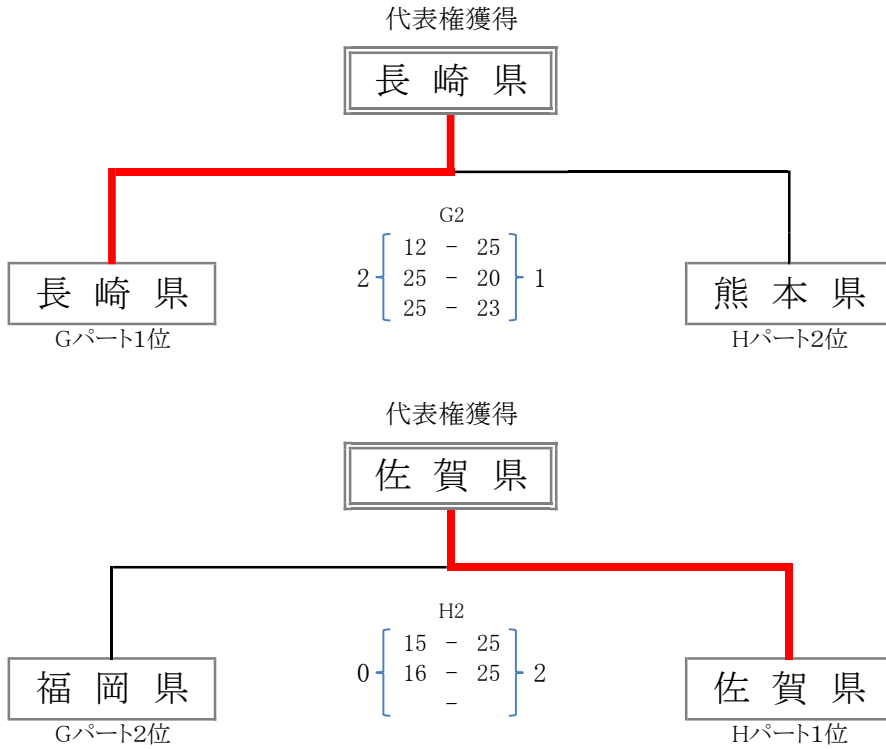 代表権獲得
長崎県
G2
12 - 25
2 25 - 20 1
25 - 23
長崎県 熊本県
Gパート1位 Hパート2位
代表権獲得
佐賀県
H2
15 - 25
0 16 - 25 2
-
福岡県 佐賀県
Gパート2位 Hパート1位